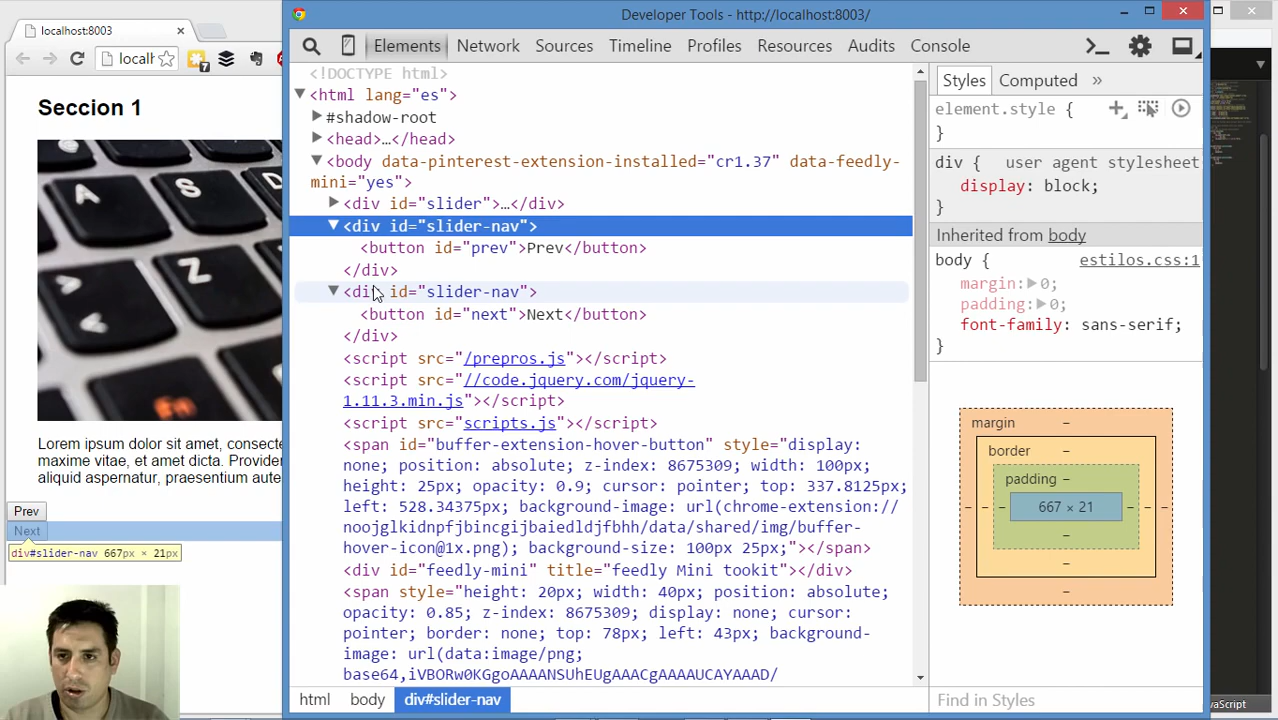 localhost:8003
localh
7
Seccion 1
A
S
Z
Fn
Lorem ipsum dolor sit amet, consecte
maxime vitae, et amet dicta. Provider
aliquid aspernatur, praesentium aute
Prev
Next
div#slider-nav 667px × 21px
Developer Tools - http://localhost:8003/
Elements Network Sources Timeline Profiles Resources Audits Console
<!DOCTYPE html>
<html lang="es">
#shadow-root
<head>…</head>
<body data-pinterest-extension-installed="cr1.37" data-feedly-
mini="yes">
<div id="slider">…</div>
<div id="slider-nav">
<button id="prev">Prev</button>
</div>
<div id="slider-nav">
<button id="next">Next</button>
</div>
<script src="/prepros.js"></script>
<script src="//code.jquery.com/jquery-
1.11.3.min.js"></script>
<script src="scripts.js"></script>
<span id="buffer-extension-hover-button" style="display:
none; position: absolute; z-index: 8675309; width: 100px;
height: 25px; opacity: 0.9; cursor: pointer; top: 337.8125px;
left: 528.34375px; background-image: url(chrome-extension://
noojglkidnpfjbincgijbaiedldjfbhh/data/shared/img/buffer-
hover-icon@1x.png); background-size: 100px 25px;"></span>
<div id="feedly-mini" title="feedly Mini tookit"></div>
<span style="height: 20px; width: 40px; position: absolute;
opacity: 0.85; z-index: 8675309; display: none; cursor:
pointer; border: none; top: 78px; left: 43px; background-
image: url(data:image/png;
base64,iVBORw0KGgoAAAANSUhEUgAAACgAAAAUCAYAAAD/
html body div#slider-nav
Styles Computed »
element.style {
}
div { user agent stylesheet
display: block;
}
Inherited from body
body { estilos.css:1
margin: 0;
padding: 0;
font-family: sans-serif;
}
margin –
border –
padding –
– – – 667 × 21 – – –
–
–
–
Find in Styles
vaScript